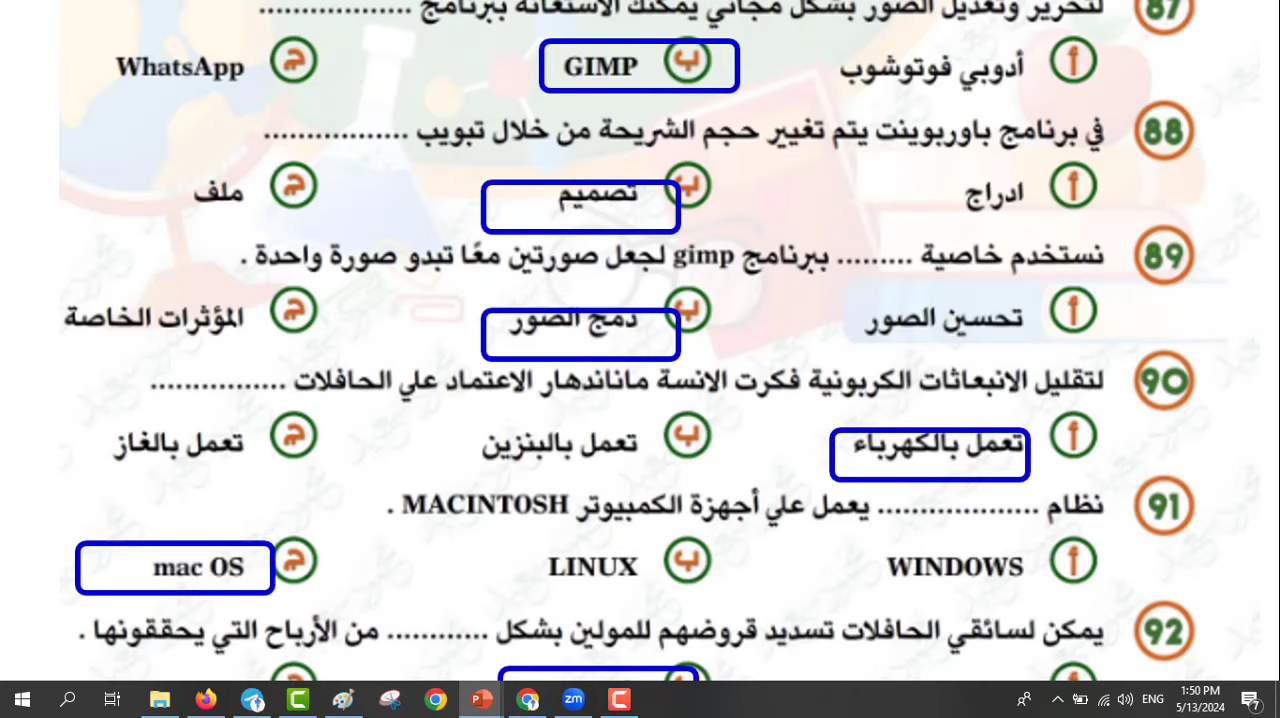 87 لتحرير وتعديل الصور بشكل مجاني يمكنك الاستعانة ببرنامج .................
أ أدوبي فوتوشوب ب GIMP ج WhatsApp
88 في برنامج باوربوينت يتم تغيير حجم الشريحة من خلال تبويب ................
أ ادراج ب تصميم ج ملف
89 نستخدم خاصية ......... ببرنامج gimp لجعل صورتين معًا تبدو صورة واحدة .
أ تحسين الصور ب دمج الصور ج المؤثرات الخاصة
90 لتقليل الانبعاثات الكربونية فكرت الانسة ماناندهار الاعتماد علي الحافلات ...............
أ تعمل بالكهرباء ب تعمل بالبنزين ج تعمل بالغاز
91 نظام .................. يعمل علي أجهزة الكمبيوتر MACINTOSH .
أ WINDOWS ب LINUX ج mac OS
92 يمكن لسائقي الحافلات تسديد قروضهم للمولين بشكل ............ من الأرباح التي يحققونها .
zm ENG 1:50 PM
5/13/2024 7